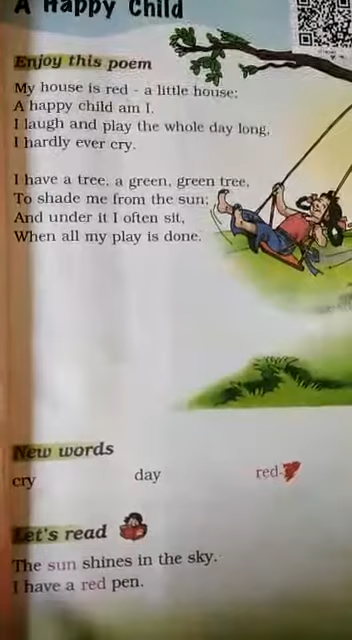 A Happy Child
Enjoy this poem
My house is red - a little house;
A happy child am I.
I laugh and play the whole day long,
I hardly ever cry.
I have a tree, a green, green tree,
To shade me from the sun;
And under it I often sit,
When all my play is done.
New words
cry day red
Let's read
The sun shines in the sky.
I have a red pen.